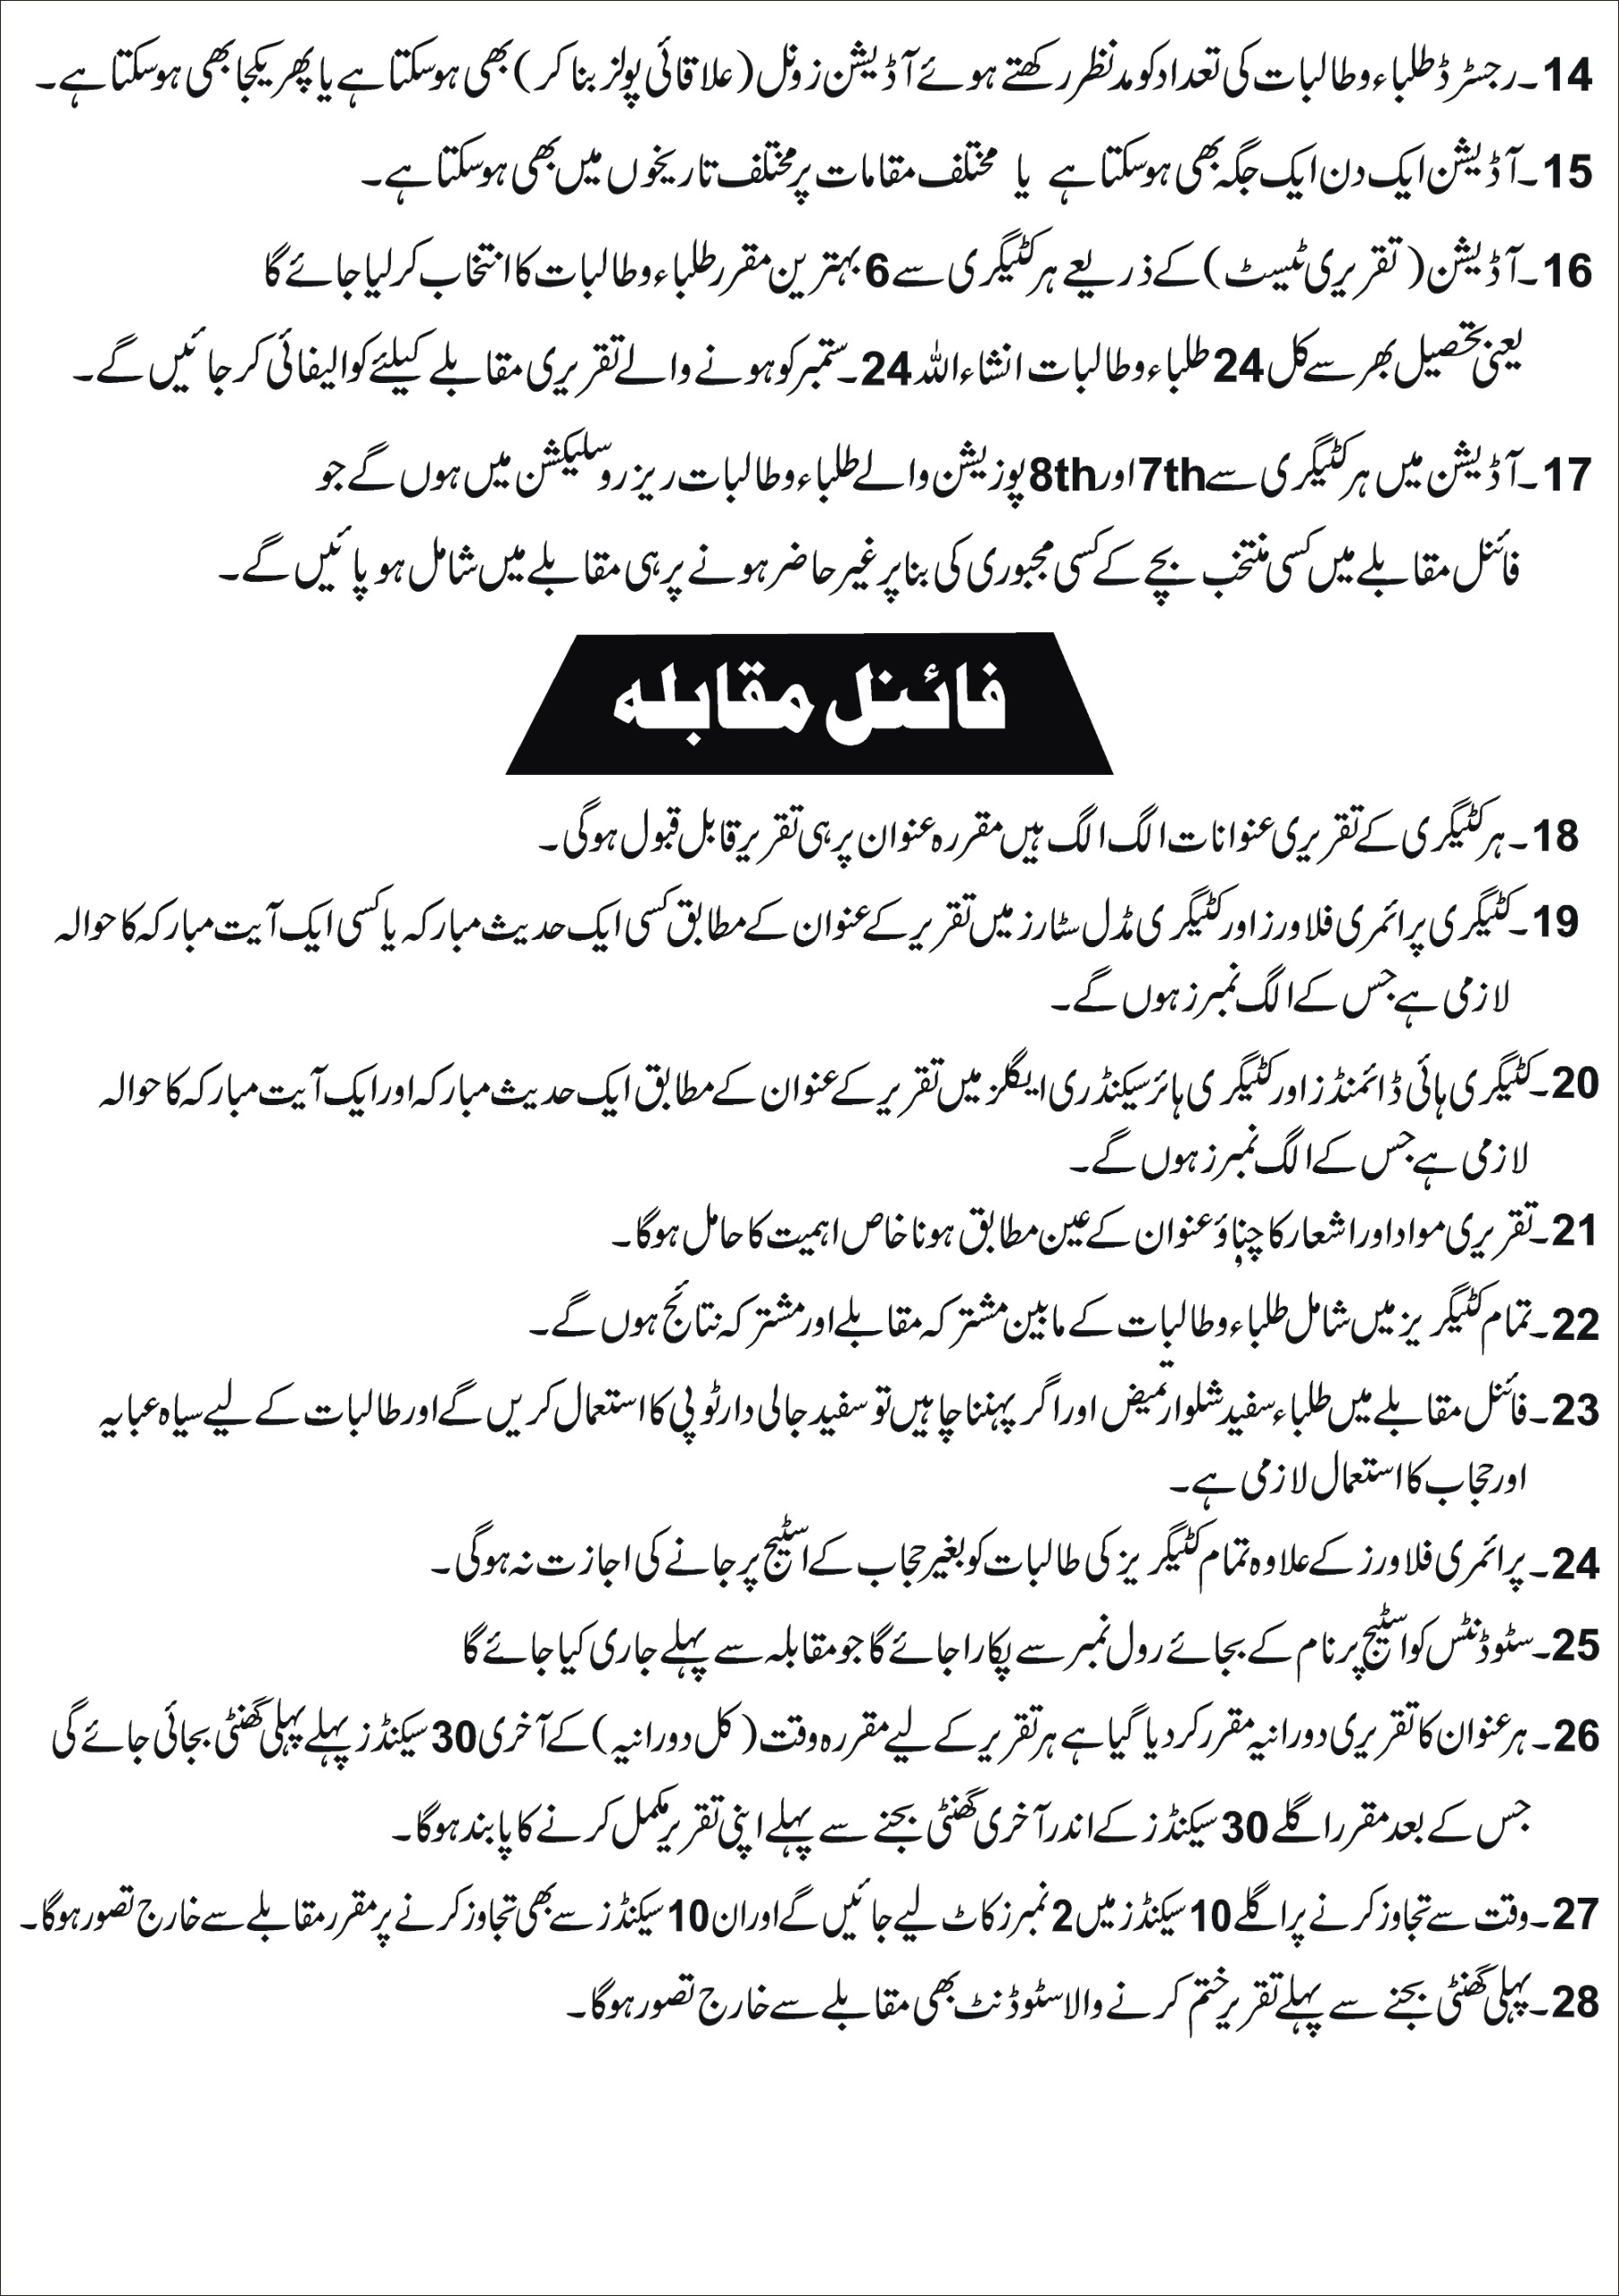 14۔رجسٹرڈ طلباء وطالبات کی تعداد کو مدنظر رکھتے ہوئے آڈیشن زونل (علاقائی پولز بنا کر) بھی ہوسکتا ہے یا پھر یکجا بھی ہوسکتا ہے۔
15۔آڈیشن ایک دن ایک جگہ بھی ہوسکتا ہے یا مختلف مقامات پر مختلف تاریخوں میں بھی ہوسکتا ہے۔
16۔آڈیشن (تقریری ٹیسٹ) کے ذریعے ہر کٹیگری سے 6 بہترین مقرر طلباء وطالبات کا انتخاب کرلیا جائے گا
یعنی تحصیل بھر سے کل 24 طلباء وطالبات انشاء اللہ 24۔ستمبر کو ہونے والے تقریری مقابلے کیلئے کوالیفائی کر جائیں گے۔
17۔آڈیشن میں ہر کٹیگری سے 7th اور 8th پوزیشن والے طلباء وطالبات ریزرو سلیکشن میں ہوں گے جو
فائنل مقابلے میں کسی منتخب بچے کے کسی مجبوری کی بنا پر غیر حاضر ہونے پر ہی مقابلے میں شامل ہو پائیں گے۔
فائنل مقابلہ
18۔ہر کٹیگری کے تقریری عنوانات الگ الگ ہیں مقررہ عنوان پر ہی تقریر قابل قبول ہوگی۔
19۔کٹیگری پرائمری فلاورز اور کٹیگری مڈل سٹارز میں تقریر کے عنوان کے مطابق کسی ایک حدیث مبارکہ یا کسی ایک آیت مبارکہ کا حوالہ
لازمی ہے جس کے الگ نمبرز ہوں گے۔
20۔کٹیگری ہائی ڈائمنڈز اور کٹیگری ہائر سیکنڈری ایگلز میں تقریر کے عنوان کے مطابق ایک حدیث مبارکہ اور ایک آیت مبارکہ کا حوالہ
لازمی ہے جس کے الگ نمبرز ہوں گے۔
21۔تقریری مواد اور اشعار کا چناؤ عنوان کے عین مطابق ہونا خاص اہمیت کا حامل ہوگا۔
22۔تمام کٹیگریز میں شامل طلباء وطالبات کے مابین مشترکہ مقابلے اور مشترکہ نتائج ہوں گے۔
23۔فائنل مقابلے میں طلباء سفید شلوار قمیض اور اگر پہننا چاہیں تو سفید جالی دار ٹوپی کا استعمال کریں گے اور طالبات کے لیے سیاہ عبایہ
اور حجاب کا استعمال لازمی ہے۔
24۔پرائمری فلاورز کے علاوہ تمام کٹیگریز کی طالبات کو بغیر حجاب کے اسٹیج پر جانے کی اجازت نہ ہوگی۔
25۔سٹوڈنٹس کو اسٹیج پر نام کے بجائے رول نمبر سے پکارا جائے گا جو مقابلہ سے پہلے جاری کیا جائے گا
26۔ہر عنوان کا تقریری دورانیہ مقرر کردیا گیا ہے ہر تقریر کے لیے مقررہ وقت (کل دورانیہ) کے آخری 30 سیکنڈز پہلے پہلی گھنٹی بجائی جائے گی
جس کے بعد مقرر اگلے 30 سیکنڈز کے اندر آخری گھنٹی بجنے سے پہلے اپنی تقریر مکمل کرنے کا پابند ہوگا۔
27۔وقت سے تجاوز کرنے پر اگلے 10 سیکنڈز میں 2 نمبرز کاٹ لیے جائیں گے اور ان 10 سیکنڈز سے بھی تجاوز کرنے پر مقرر مقابلے سے خارج تصور ہوگا۔
28۔پہلی گھنٹی بجنے سے پہلے تقریر ختم کرنے والا سٹوڈنٹ بھی مقابلے سے خارج تصور ہوگا۔